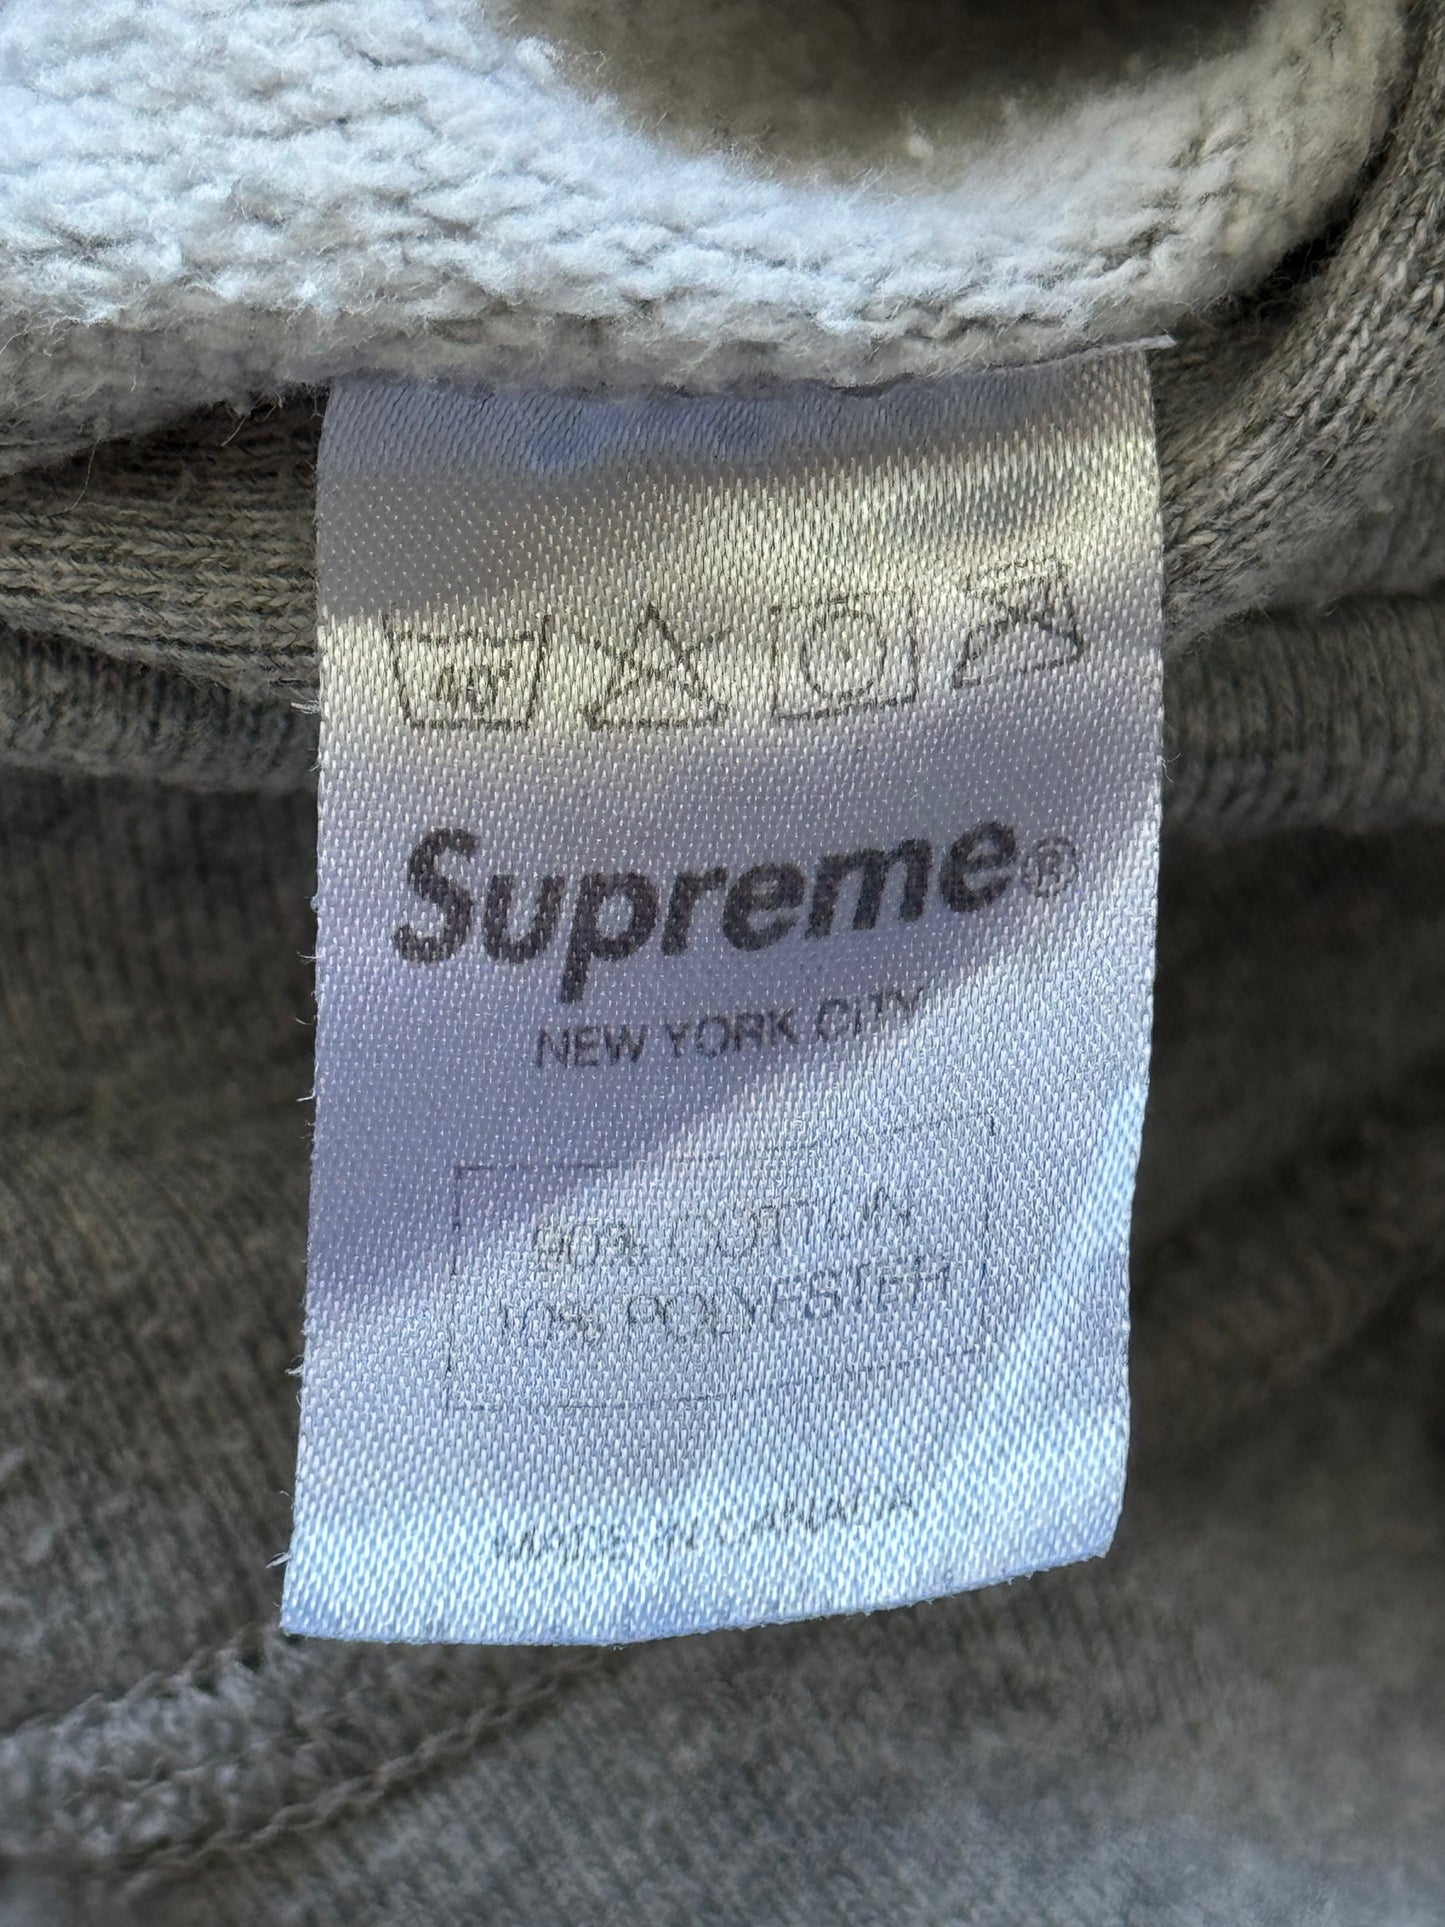 40°
Supreme®
NEW YORK CITY
90% COTTON
10% POLYESTER
MADE IN CANADA